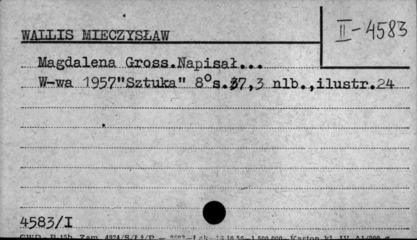 II-4583
WALLIS MIECZYSŁAW
Magdalena Gross.Napisał...
W-wa 1957"Sztuka" 8°s.37,3 nlb.,ilustr.24
4583/I